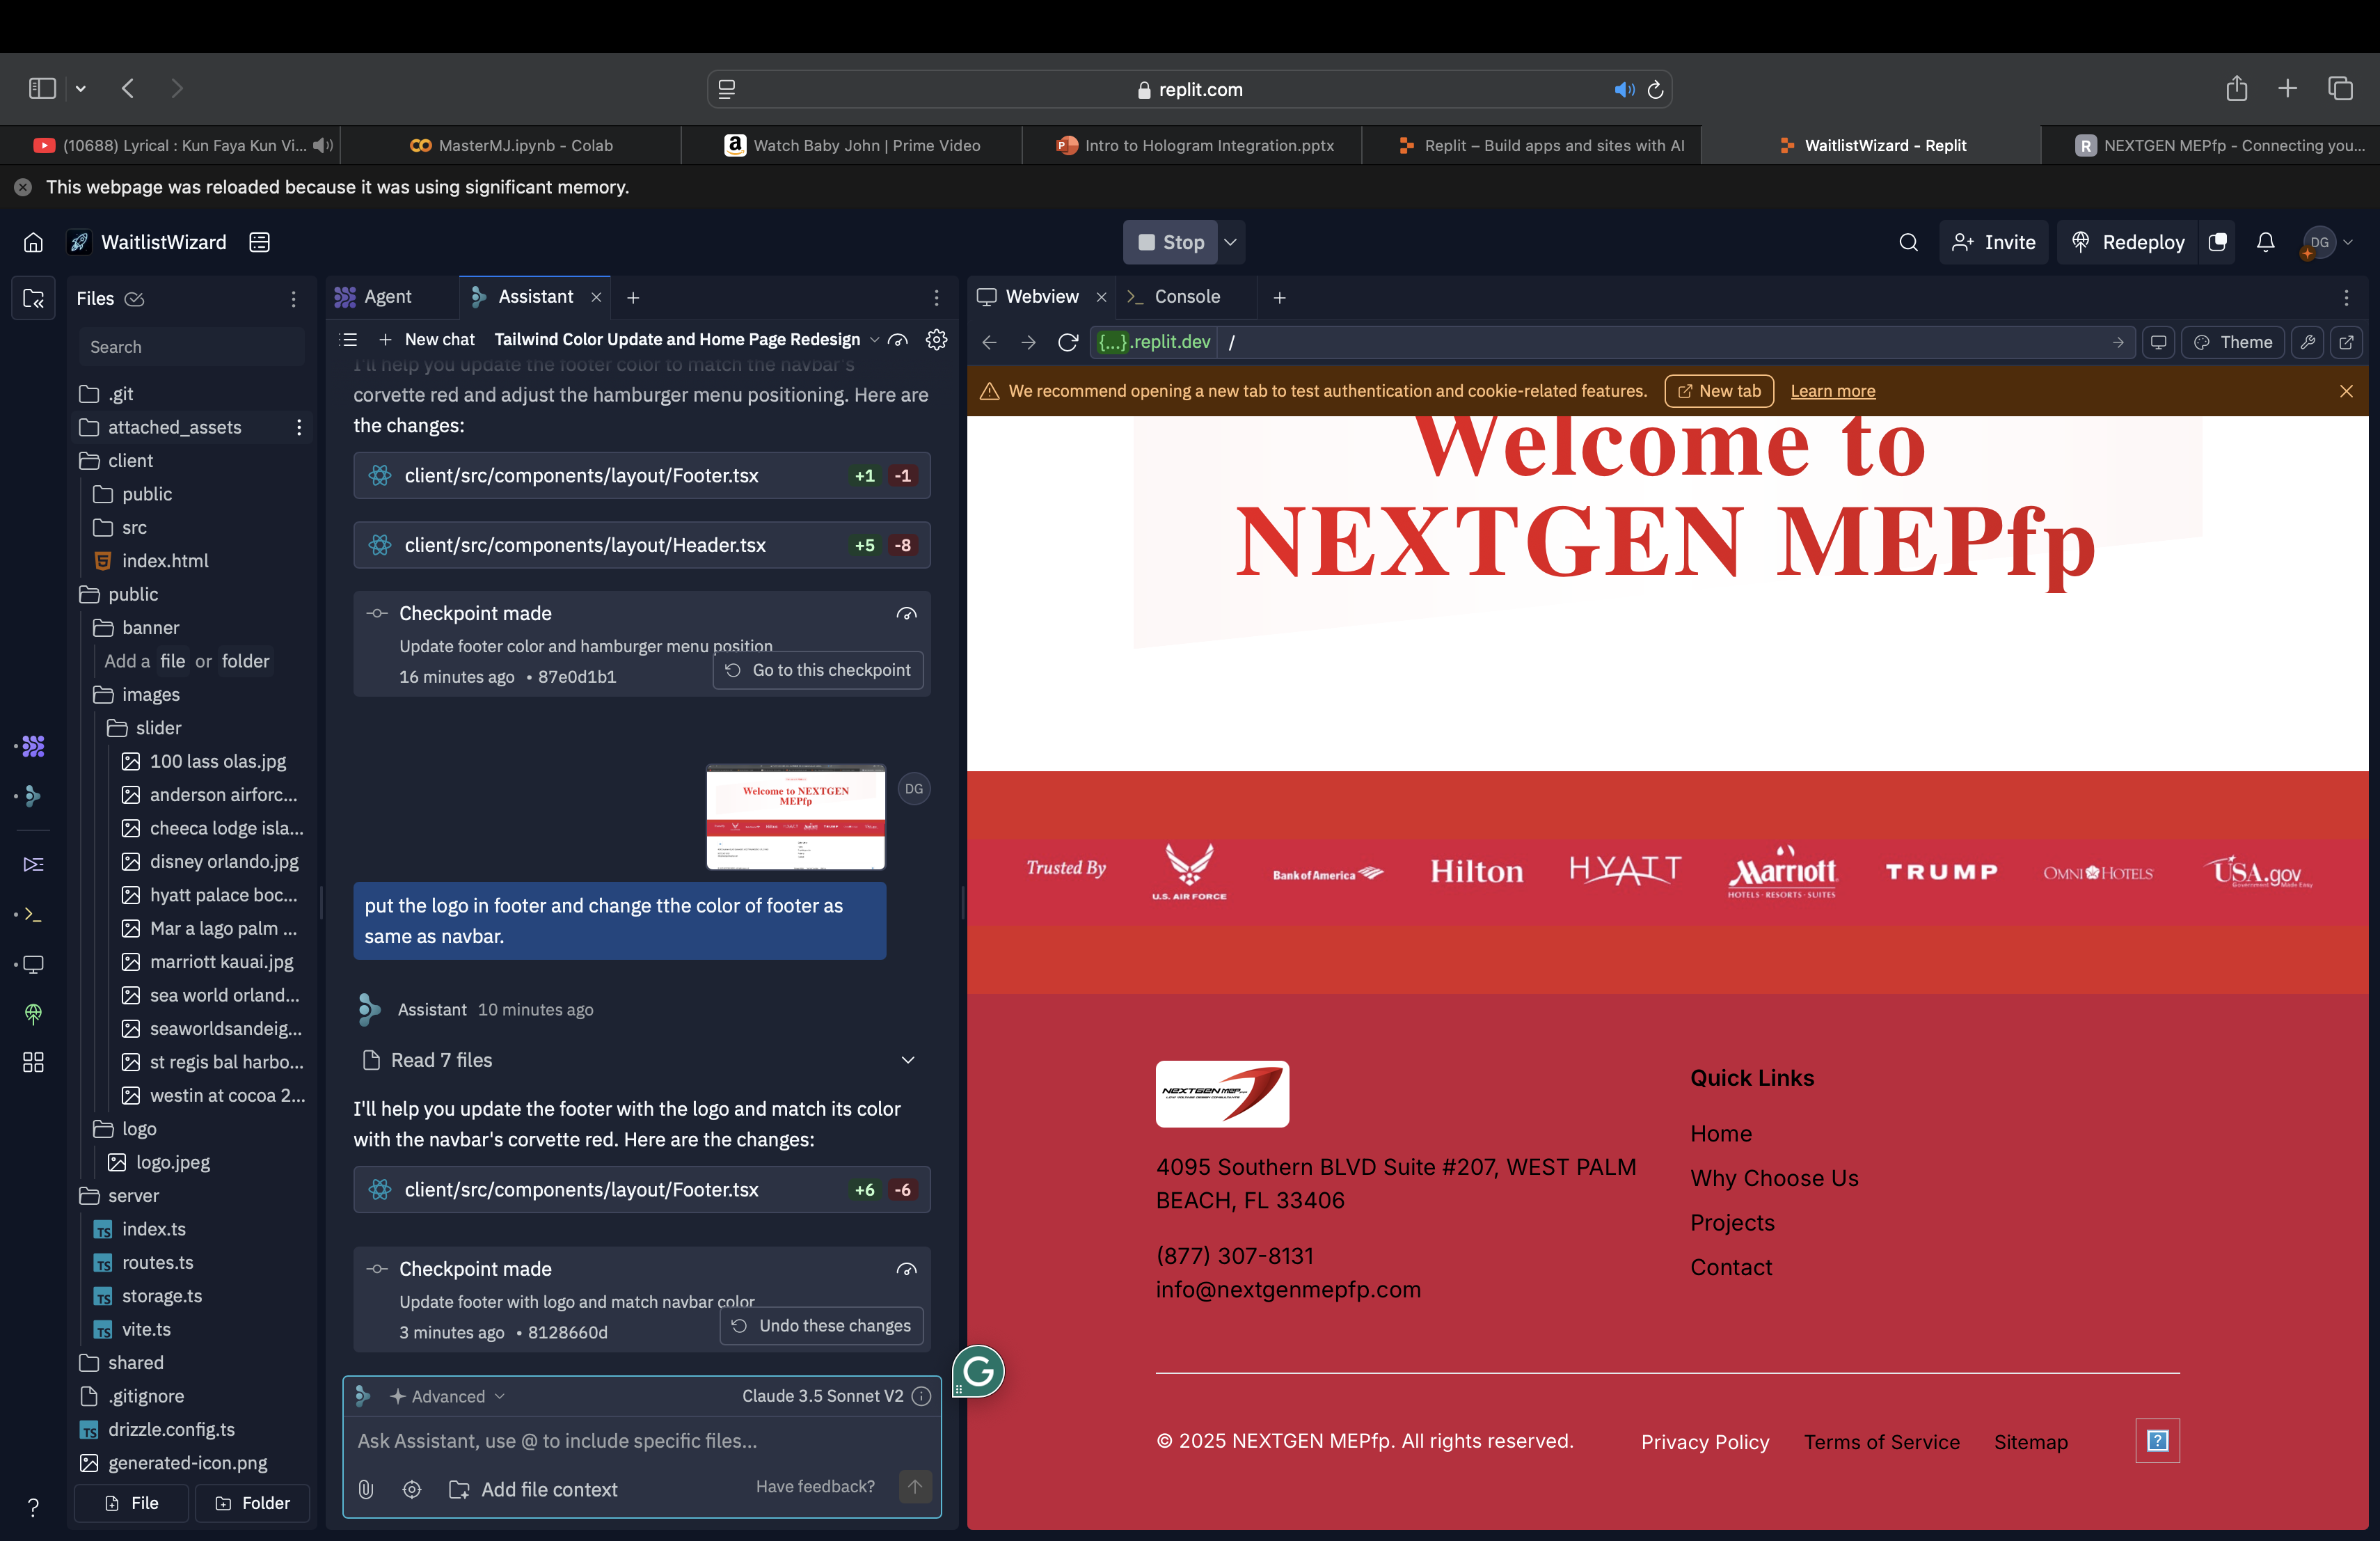 replit.com
(10688) Lyrical : Kun Faya Kun Vi...
MasterMJ.ipynb - Colab
Watch Baby John | Prime Video
Intro to Hologram Integration.pptx
Replit – Build apps and sites with AI
WaitlistWizard - Replit
NEXTGEN MEPfp - Connecting you...
This webpage was reloaded because it was using significant memory.
WaitlistWizard
Stop
Invite
Redeploy
DG
Files
Search
.git
attached_assets
client
public
src
index.html
public
banner
Add a file or folder
images
slider
100 lass olas.jpg
anderson airforc...
cheeca lodge isla...
disney orlando.jpg
hyatt palace boc...
Mar a lago palm ...
marriott kauai.jpg
sea world orland...
seaworldsandeig...
st regis bal harbo...
westin at cocoa 2...
logo
logo.jpeg
server
index.ts
routes.ts
storage.ts
vite.ts
shared
.gitignore
drizzle.config.ts
generated-icon.png
File
Folder
Agent
Assistant
New chat
Tailwind Color Update and Home Page Redesign
I'll help you update the footer color to match the navbar's
corvette red and adjust the hamburger menu positioning. Here are
the changes:
client/src/components/layout/Footer.tsx +1 -1
client/src/components/layout/Header.tsx +5 -8
Checkpoint made
Update footer color and hamburger menu position
16 minutes ago • 87e0d1b1
Go to this checkpoint
Welcome to NEXTGEN
MEPfp
DG
put the logo in footer and change tthe color of footer as
same as navbar.
Assistant 10 minutes ago
Read 7 files
I'll help you update the footer with the logo and match its color
with the navbar's corvette red. Here are the changes:
client/src/components/layout/Footer.tsx +6 -6
Checkpoint made
Update footer with logo and match navbar color
3 minutes ago • 8128660d
Undo these changes
Advanced
Claude 3.5 Sonnet V2
Ask Assistant, use @ to include specific files...
Add file context
Have feedback?
Webview
Console
{...}.replit.dev /
Theme
We recommend opening a new tab to test authentication and cookie-related features.
New tab
Learn more
Welcome to
NEXTGEN MEPfp
Trusted By
U.S. AIR FORCE
Bank of America
Hilton
HYATT
Marriott
HOTELS · RESORTS · SUITES
TRUMP
OMNI HOTELS
USA.gov
Government Made Easy
NEXTGEN MEP
4095 Southern BLVD Suite #207, WEST PALM
BEACH, FL 33406
(877) 307-8131
info@nextgenmepfp.com
Quick Links
Home
Why Choose Us
Projects
Contact
© 2025 NEXTGEN MEPfp. All rights reserved.
Privacy Policy
Terms of Service
Sitemap